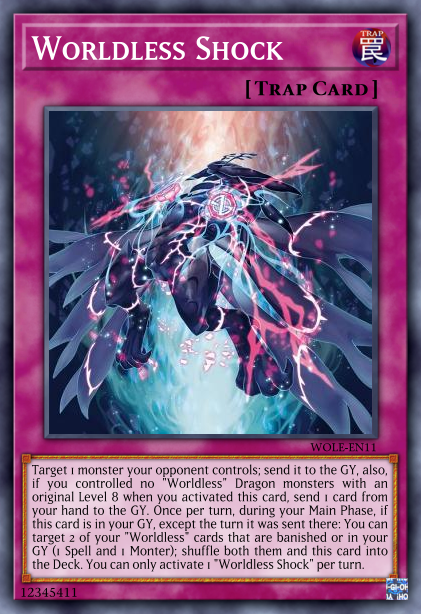 Worldless Shock
TRAP
罠
[Trap Card]
WOLE-EN11
Target 1 monster your opponent controls; send it to the GY, also,
if you controlled no "Worldless" Dragon monsters with an
original Level 8 when you activated this card, send 1 card from
your hand to the GY. Once per turn, during your Main Phase, if
this card is in your GY, except the turn it was sent there: You can
target 2 of your "Worldless" cards that are banished or in your
GY (1 Spell and 1 Monter); shuffle both them and this card into
the Deck. You can only activate 1 "Worldless Shock" per turn.
12345411